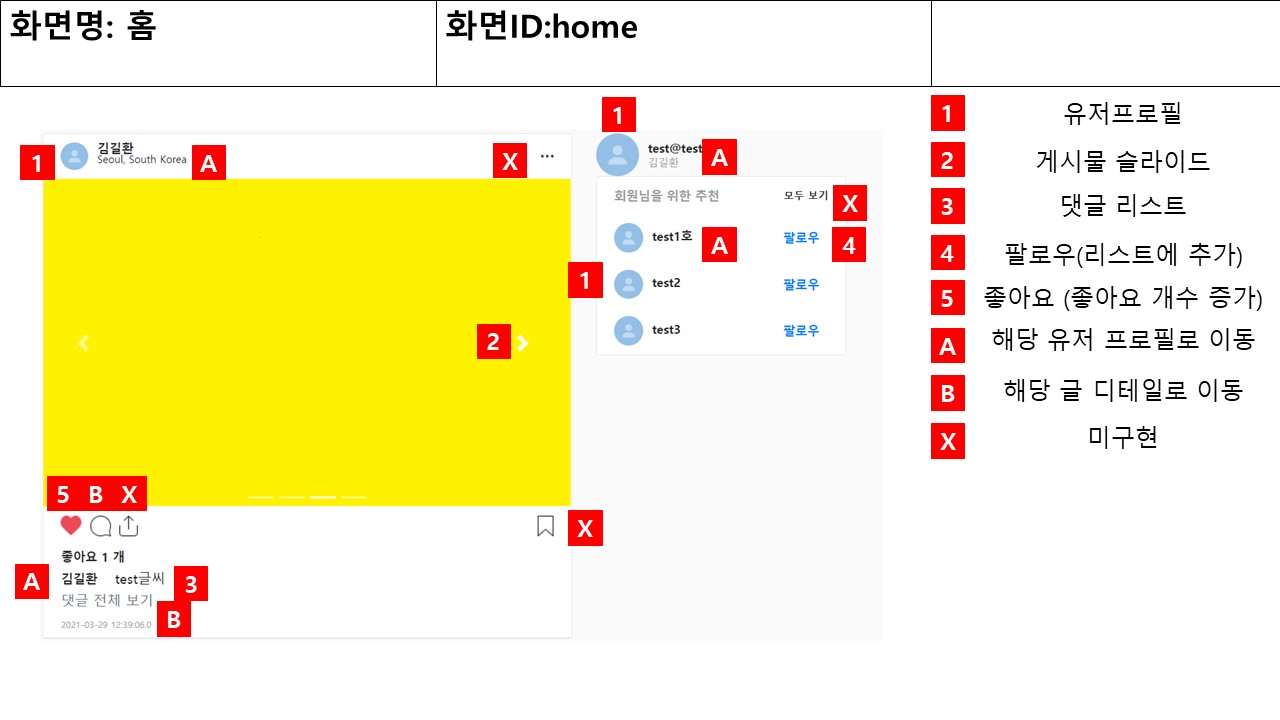 화면명: 홈
화면ID:home
1
김길환
Seoul, South Korea
A
X
5 B X
2
X
좋아요 1 개
A
김길환 test글씨
3
댓글 전체 보기
B
2021-03-29 12:39:06.0
1
test@test
김길환
A
회원님을 위한 추천
모두 보기
X
test1호
A
팔로우
4
1
test2
팔로우
test3
팔로우
1 유저프로필
2 게시물 슬라이드
3 댓글 리스트
4 팔로우(리스트에 추가)
5 좋아요 (좋아요 개수 증가)
A 해당 유저 프로필로 이동
B 해당 글 디테일로 이동
X 미구현